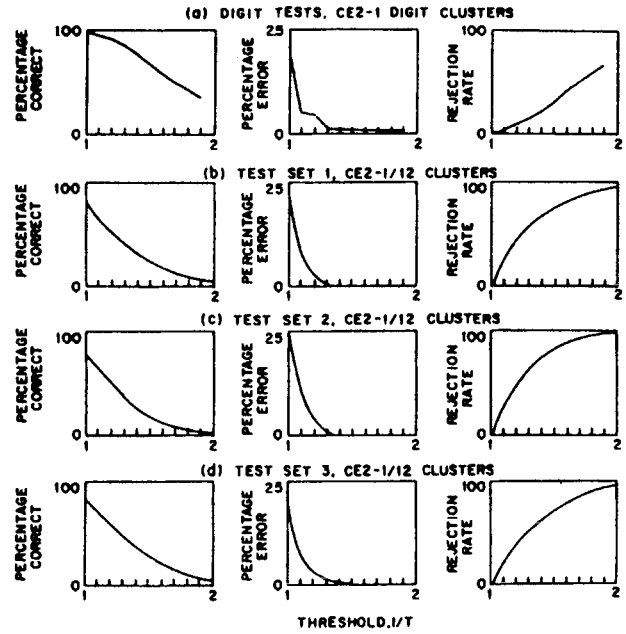 (a) DIGIT TESTS, CE2-1 DIGIT CLUSTERS
PERCENTAGE CORRECT
100
0
1
2
PERCENTAGE ERROR
25
0
1
2
REJECTION RATE
100
0
1
2
(b) TEST SET 1, CE2-1/12 CLUSTERS
PERCENTAGE CORRECT
100
0
1
2
PERCENTAGE ERROR
25
0
1
2
REJECTION RATE
100
0
1
2
(c) TEST SET 2, CE2-1/12 CLUSTERS
PERCENTAGE CORRECT
100
0
1
2
PERCENTAGE ERROR
25
0
1
2
REJECTION RATE
100
0
1
2
(d) TEST SET 3, CE2-1/12 CLUSTERS
PERCENTAGE CORRECT
100
0
1
2
PERCENTAGE ERROR
25
0
1
2
REJECTION RATE
100
0
1
2
THRESHOLD,1/T